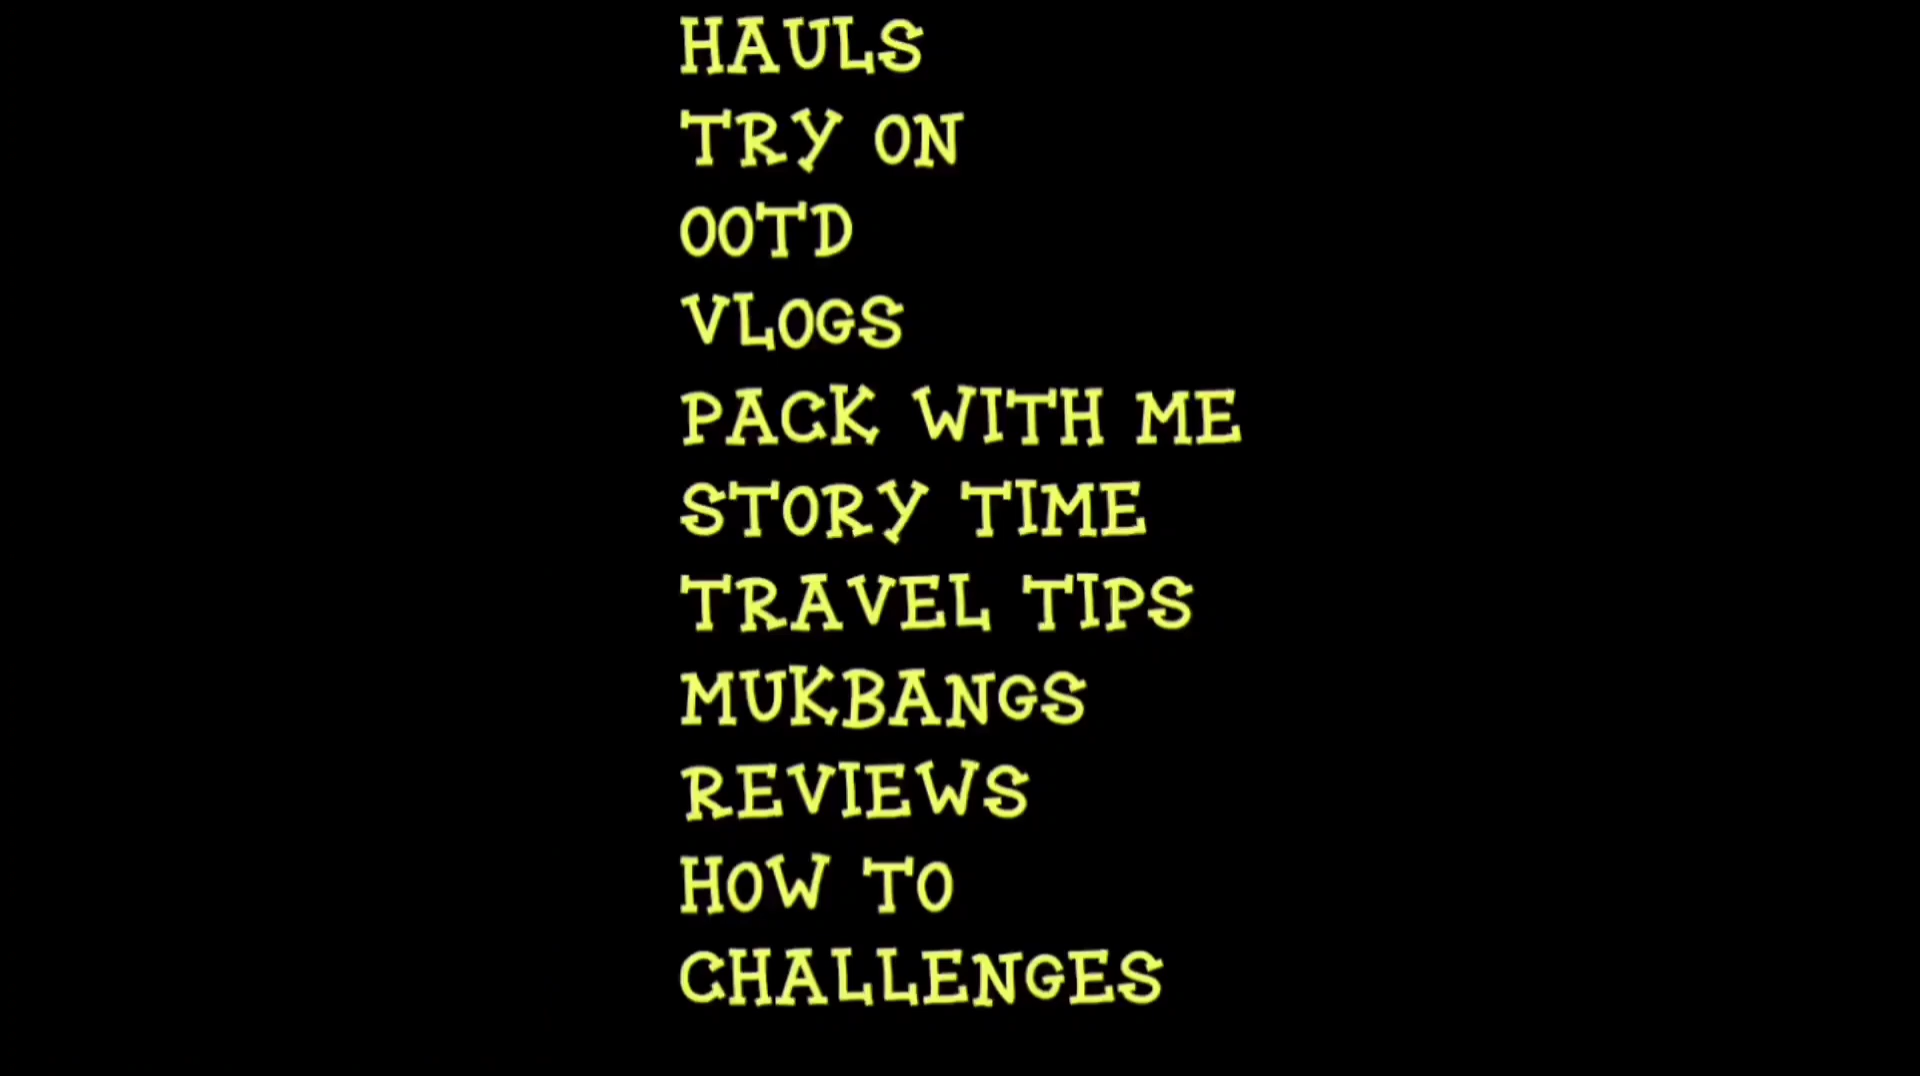 HAULS
TRY ON
OOTD
VLOGS
PACK WITH ME
STORY TIME
TRAVEL TIPS
MUKBANGS
REVIEWS
HOW TO
CHALLENGES